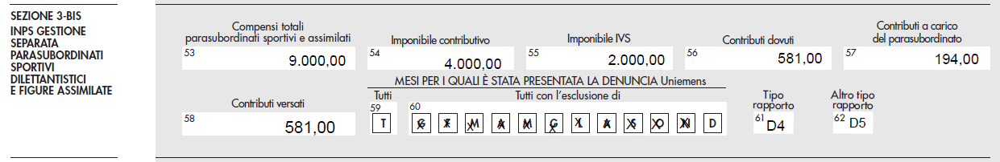 SEZIONE 3-BIS
INPS GESTIONE
SEPARATA
PARASUBORDINATI
SPORTIVI
DILETTANTISTICI
E FIGURE ASSIMILATE
Compensi totali
parasubordinati sportivi e assimilati
53 9.000,00
Imponibile contributivo
54 4.000,00
Imponibile IVS
55 2.000,00
Contributi dovuti
56 581,00
Contributi a carico
del parasubordinato
57 194,00
Contributi versati
58 581,00
MESI PER I QUALI È STATA PRESENTATA LA DENUNCIA Uniemens
Tutti
59
T
Tutti con l'esclusione di
60
G F M A M G L A S O N D
Tipo
rapporto
61 D4
Altro tipo
rapporto
62 D5